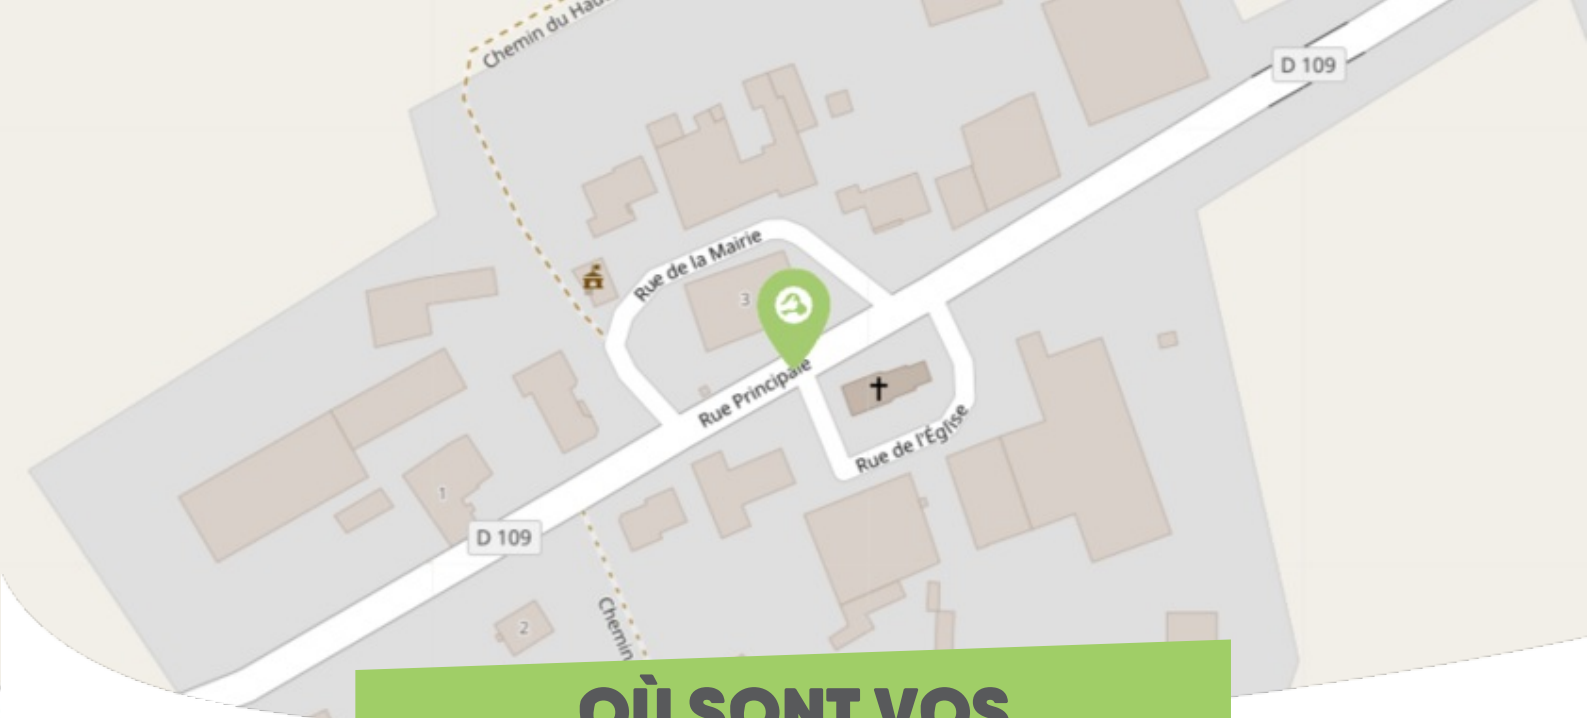 Chemin du Hau
D 109
Rue de la Mairie
3
Rue Principale
Rue de l'Église
1
D 109
2
Chemin
OÙ SONT VOS